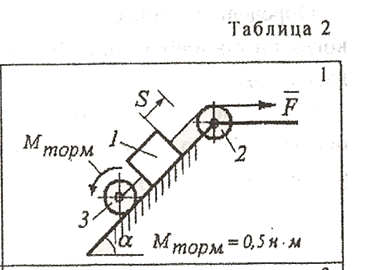 Таблица 2
1
S
F
1
M торм
2
3
α
M торм = 0,5 н·м